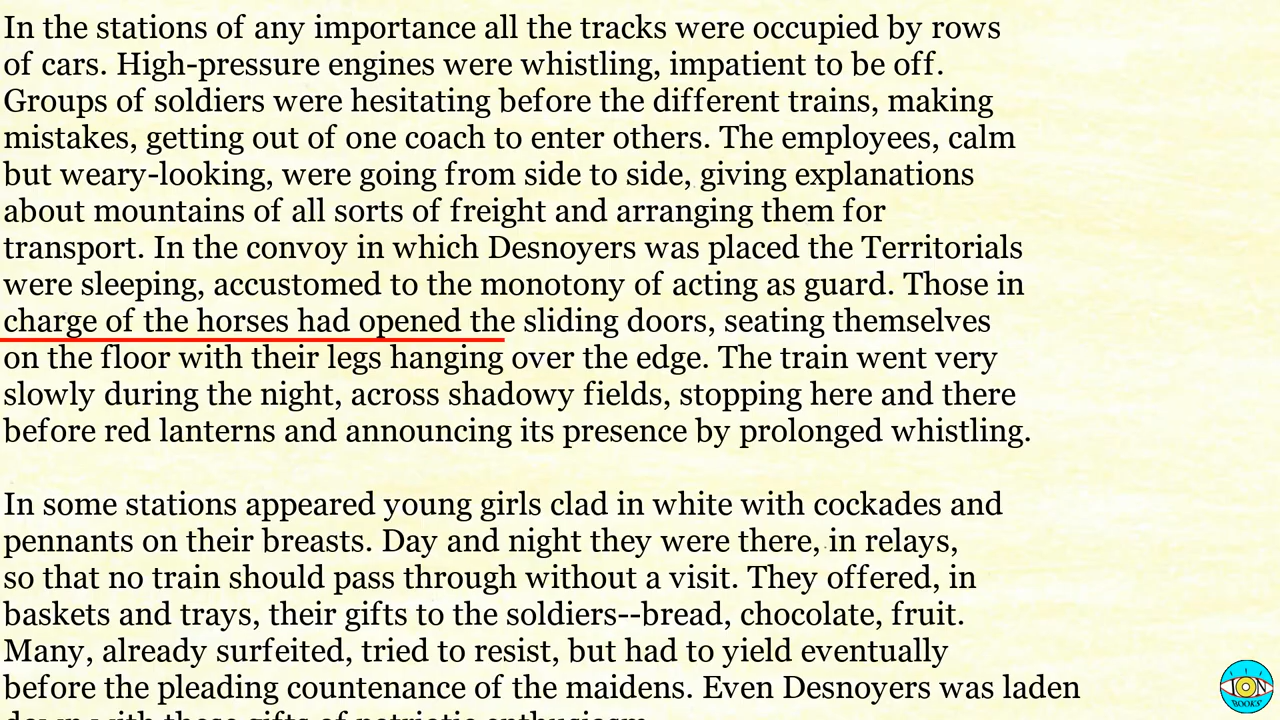 In the stations of any importance all the tracks were occupied by rows
of cars. High-pressure engines were whistling, impatient to be off.
Groups of soldiers were hesitating before the different trains, making
mistakes, getting out of one coach to enter others. The employees, calm
but weary-looking, were going from side to side, giving explanations
about mountains of all sorts of freight and arranging them for
transport. In the convoy in which Desnoyers was placed the Territorials
were sleeping, accustomed to the monotony of acting as guard. Those in
charge of the horses had opened the sliding doors, seating themselves
on the floor with their legs hanging over the edge. The train went very
slowly during the night, across shadowy fields, stopping here and there
before red lanterns and announcing its presence by prolonged whistling.
In some stations appeared young girls clad in white with cockades and
pennants on their breasts. Day and night they were there, in relays,
so that no train should pass through without a visit. They offered, in
baskets and trays, their gifts to the soldiers--bread, chocolate, fruit.
Many, already surfeited, tried to resist, but had to yield eventually
before the pleading countenance of the maidens. Even Desnoyers was laden
down with these gifts of patriotic enthusiasm.
ION
BOOKS